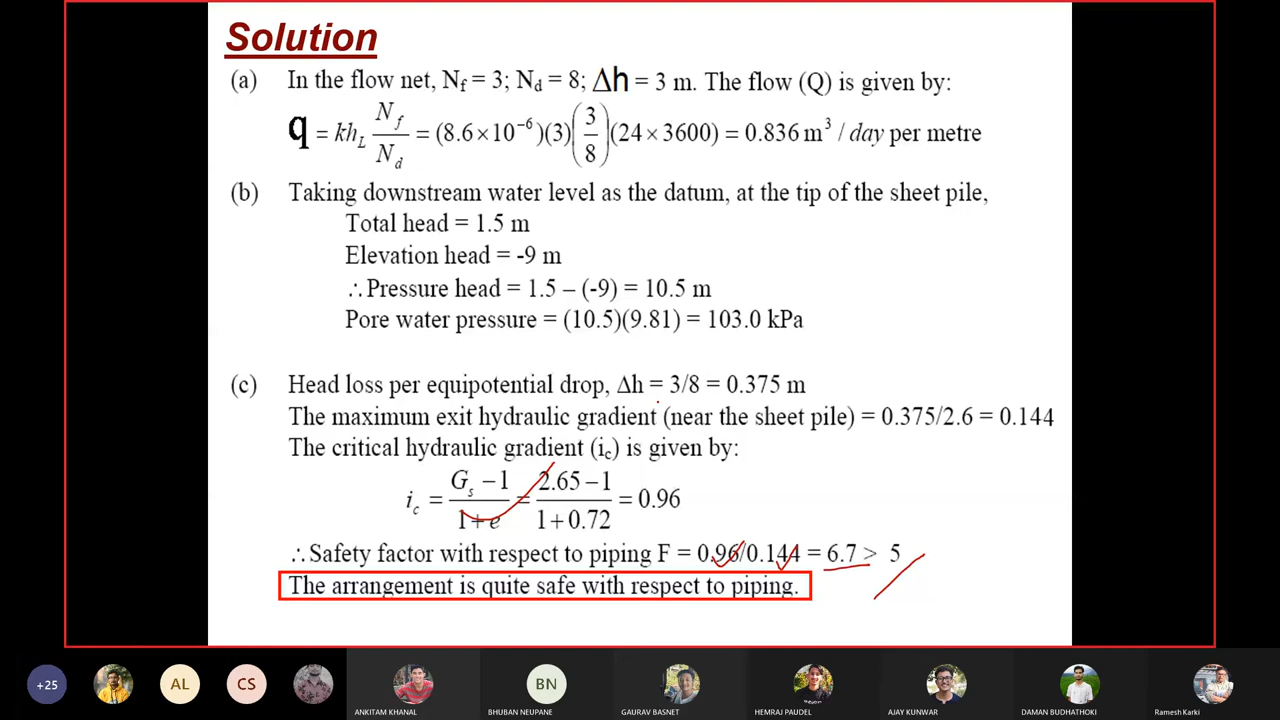 Solution
(a) In the flow net, N_f = 3; N_d = 8; Δh = 3 m. The flow (Q) is given by:
q = kh_L N_f/N_d = (8.6×10⁻⁶)(3)(3/8)(24×3600) = 0.836 m³ / day per metre
(b) Taking downstream water level as the datum, at the tip of the sheet pile,
Total head = 1.5 m
Elevation head = -9 m
∴ Pressure head = 1.5 – (-9) = 10.5 m
Pore water pressure = (10.5)(9.81) = 103.0 kPa
(c) Head loss per equipotential drop, Δh = 3/8 = 0.375 m
The maximum exit hydraulic gradient (near the sheet pile) = 0.375/2.6 = 0.144
The critical hydraulic gradient (i_c) is given by:
i_c = (G_s −1)/(1+e) = (2.65−1)/(1+0.72) = 0.96
∴ Safety factor with respect to piping F = 0.96/0.144 = 6.7 > 5
The arrangement is quite safe with respect to piping.
+25 AL CS BN
ANKITAM KHANAL BHUBAN NEUPANE GAURAV BASNET HEMRAJ PAUDEL AJAY KUNWAR DAMAN BUDHATHOKI Ramesh Karki